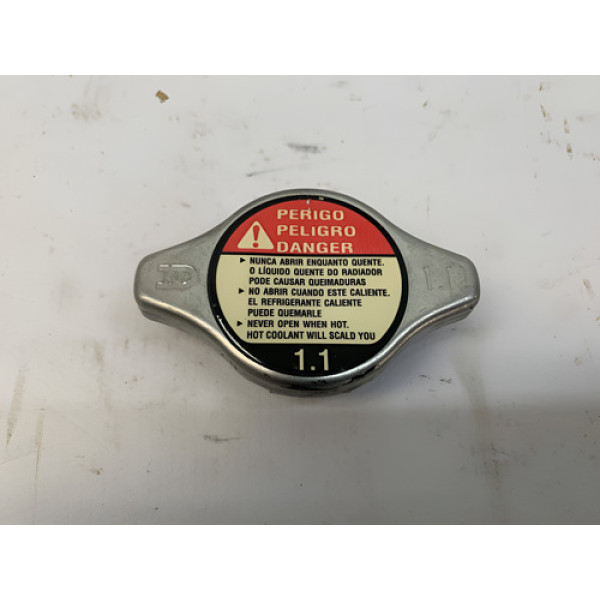 PERIGO
PELIGRO
DANGER
▶ NUNCA ABRIR ENQUANTO QUENTE.
O LÍQUIDO QUENTE DO RADIADOR
PODE CAUSAR QUEIMADURAS
▶ NO ABRIR CUANDO ESTE CALIENTE.
EL REFRIGERANTE CALIENTE
PUEDE QUEMARLE
▶ NEVER OPEN WHEN HOT.
HOT COOLANT WILL SCALD YOU
1.1